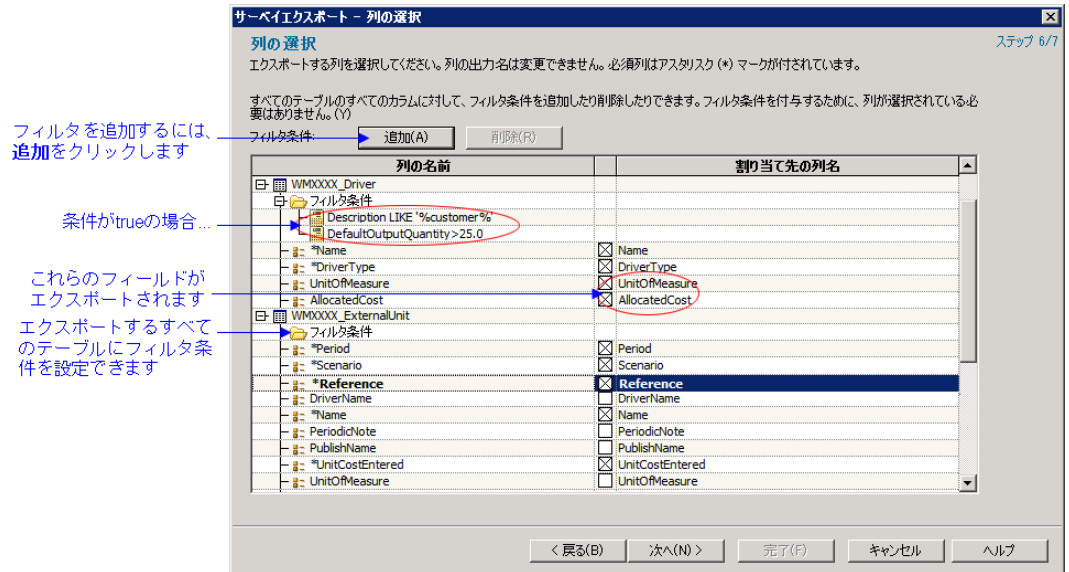 サーベイエクスポート - 列の選択
列の選択
ステップ 6/7
エクスポートする列を選択してください。列の出力名は変更できません。必須列はアスタリスク (*) マークが付されています。
すべてのテーブルのすべてのカラムに対して、フィルタ条件を追加したり削除したりできます。フィルタ条件を付与するために、列が選択されている必
要はありません。(Y)
フィルタを追加するには、
追加をクリックします
フィルタ条件:
追加(A)
削除(R)
列の名前
割り当て先の列名
WMXXXX_Driver
フィルタ条件
条件がtrueの場合...
Description LIKE '%customer%'
DefaultOutputQuantity>25.0
*Name
Name
*DriverType
DriverType
これらのフィールドが
エクスポートされます
UnitOfMeasure
UnitOfMeasure
AllocatedCost
AllocatedCost
WMXXXX_ExternalUnit
エクスポートするすべて
のテーブルにフィルタ条
件を設定できます
フィルタ条件
*Period
Period
*Scenario
Scenario
*Reference
Reference
DriverName
DriverName
*Name
Name
PeriodicNote
PeriodicNote
PublishName
PublishName
*UnitCostEntered
UnitCostEntered
UnitOfMeasure
UnitOfMeasure
< 戻る(B)
次へ(N) >
完了(F)
キャンセル
ヘルプ